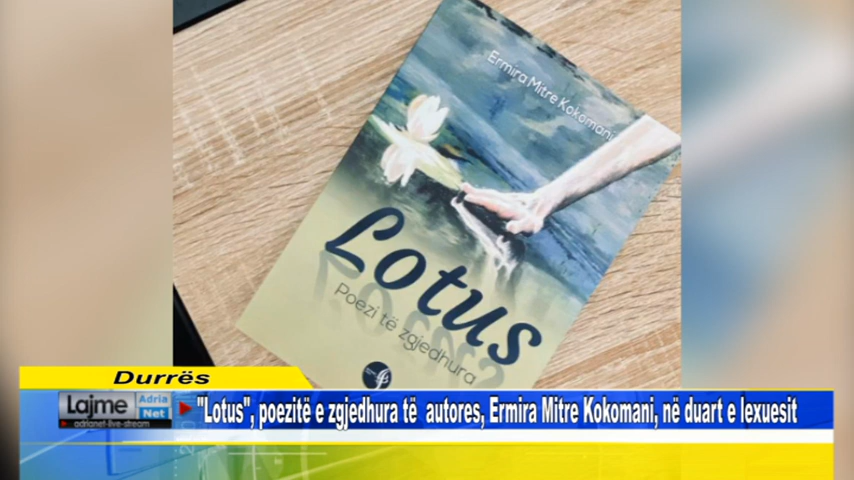 Ermira Mitre Kokomani
Lotus
Poezi të zgjedhura
Durrës
Lajme
Adria
Net
adrianet-live-stream
"Lotus", poezitë e zgjedhura të autores, Ermira Mitre Kokomani, në duart e lexuesit